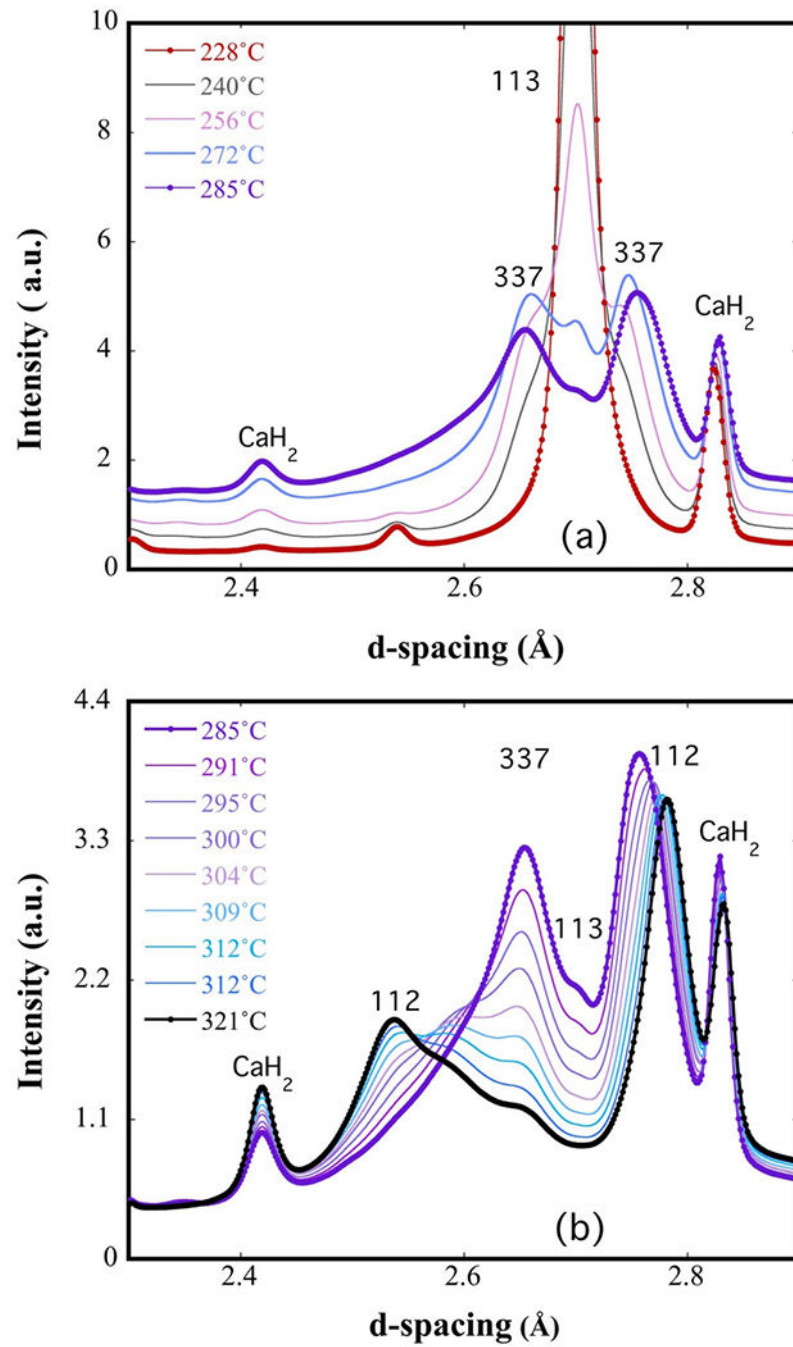 10
8
6
4
2
0
Intensity ( a.u.)
228°C
240°C
256°C
272°C
285°C
113
337
337
CaH2
CaH2
(a)
2.4
2.6
2.8
d-spacing (Å)
4.4
3.3
2.2
1.1
0
Intensity (a.u.)
285°C
291°C
295°C
300°C
304°C
309°C
312°C
312°C
321°C
337
112
CaH2
113
112
CaH2
(b)
2.4
2.6
2.8
d-spacing (Å)